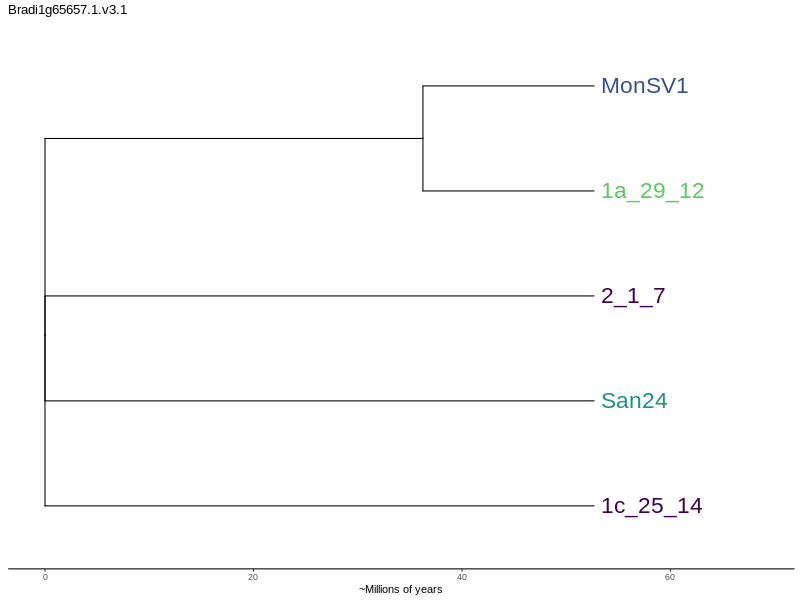 Bradi1g65657.1.v3.1
MonSV1
1a_29_12
2_1_7
San24
1c_25_14
0 20 40 60
~Millions of years